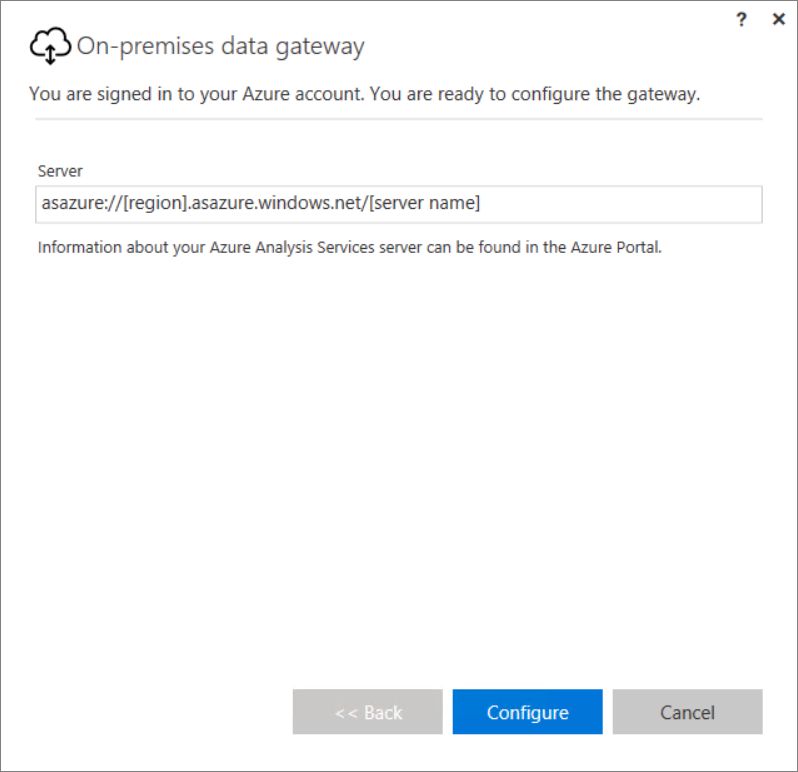 ? ×
On-premises data gateway
You are signed in to your Azure account. You are ready to configure the gateway.
Server
asazure://[region].asazure.windows.net/[server name]
Information about your Azure Analysis Services server can be found in the Azure Portal.
<< Back Configure Cancel